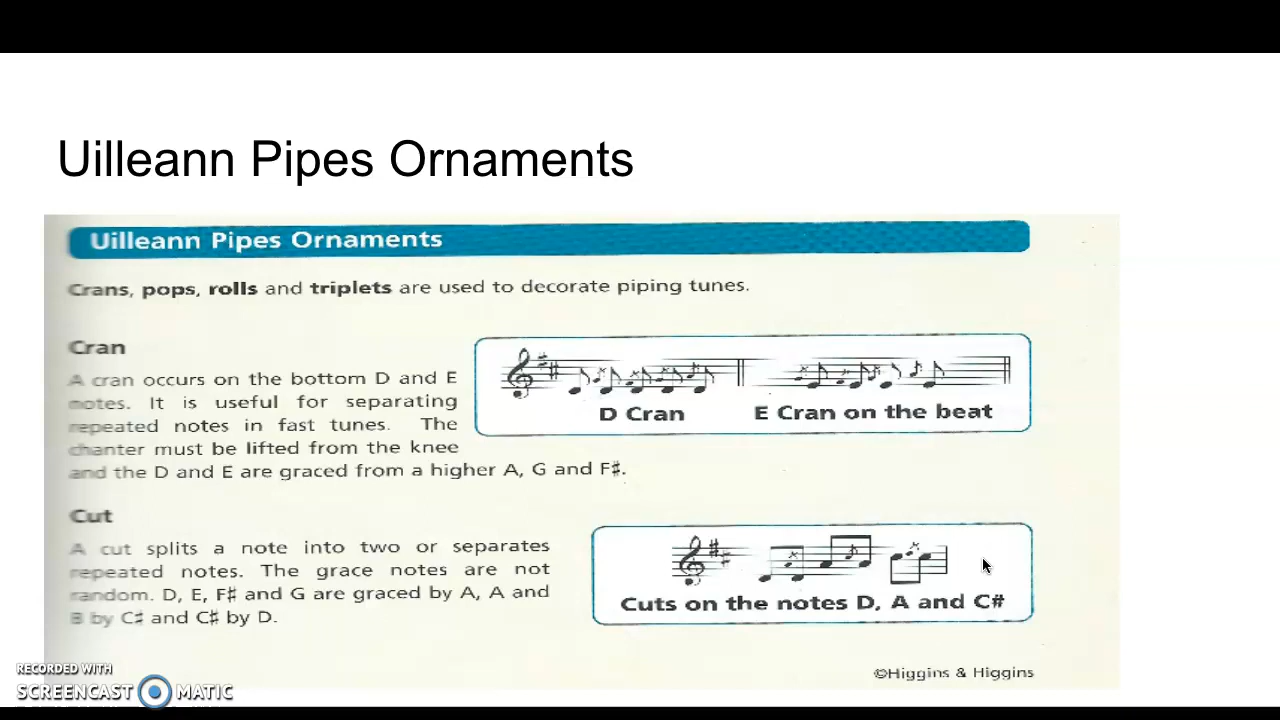 Uilleann Pipes Ornaments
Uilleann Pipes Ornaments
Crans, pops, rolls and triplets are used to decorate piping tunes.
Cran
A cran occurs on the bottom D and E
notes. It is useful for separating
repeated notes in fast tunes. The
chanter must be lifted from the knee
and the D and E are graced from a higher A, G and F♯.
D Cran
E Cran on the beat
Cut
A cut splits a note into two or separates
repeated notes. The grace notes are not
random. D, E, F♯ and G are graced by A, A and
B by C♯ and C♯ by D.
Cuts on the notes D, A and C#
©Higgins & Higgins
RECORDED WITH
SCREENCAST MATIC